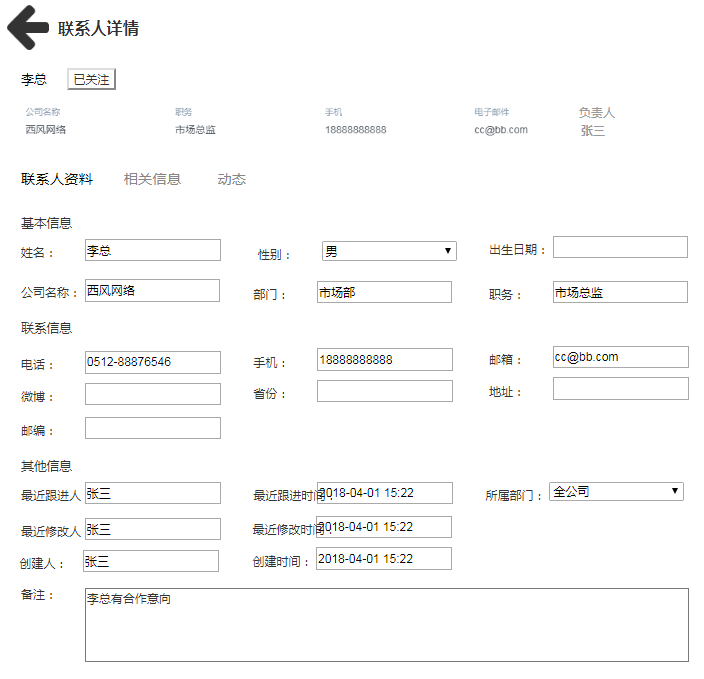 联系人详情
李总 已关注
公司名称 职务 手机 电子邮件 负责人
西风网络 市场总监 18888888888 cc@bb.com 张三
联系人资料 相关信息 动态
基本信息
姓名： 李总 性别： 男 出生日期：
公司名称： 西风网络 部门： 市场部 职务： 市场总监
联系信息
电话： 0512-88876546 手机： 18888888888 邮箱： cc@bb.com
微博： 省份： 地址：
邮编：
其他信息
最近跟进人 张三 最近跟进时间： 2018-04-01 15:22 所属部门： 全公司
最近修改人 张三 最近修改时间： 2018-04-01 15:22
创建人： 张三 创建时间： 2018-04-01 15:22
备注： 李总有合作意向